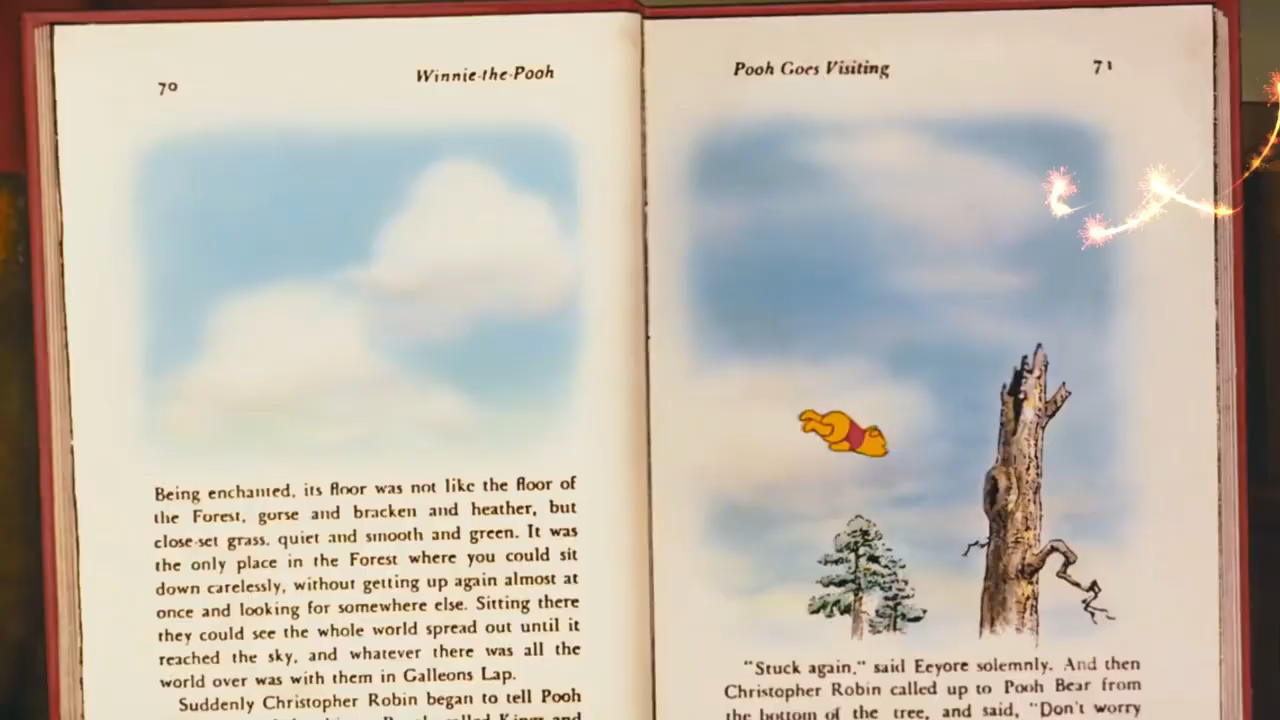 70
Winnie-the-Pooh
Being enchanted, its floor was not like the floor of
the Forest, gorse and bracken and heather, but
close-set grass, quiet and smooth and green. It was
the only place in the Forest where you could sit
down carelessly, without getting up again almost at
once and looking for somewhere else. Sitting there
they could see the whole world spread out until it
reached the sky, and whatever there was all the
world over was with them in Galleons Lap.
Suddenly Christopher Robin began to tell Pooh
called Kings and
Pooh Goes Visiting
71
"Stuck again," said Eeyore solemnly. And then
Christopher Robin called up to Pooh Bear from
the bottom of the tree, and said, "Don't worry